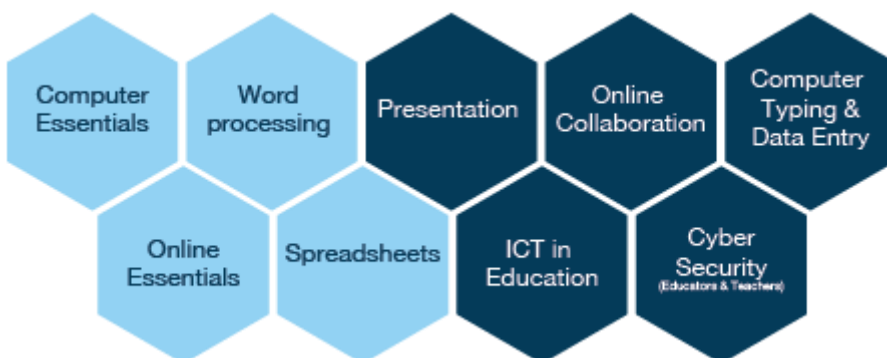 Computer
Essentials
Word
processing
Presentation
Online
Collaboration
Computer
Typing &
Data Entry
Online
Essentials
Spreadsheets
ICT in
Education
Cyber
Security
(Educators & Teachers)